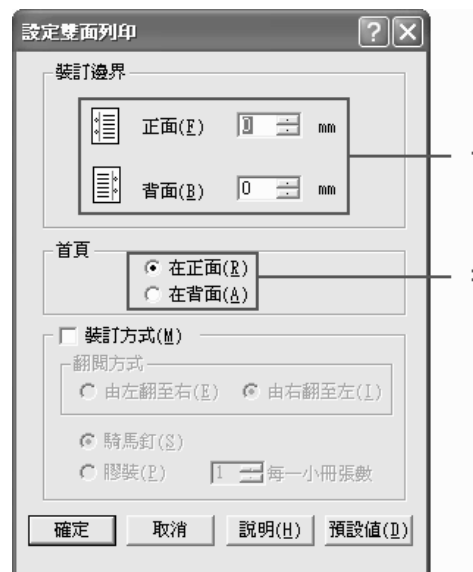 設定雙面列印
裝訂邊界
正面(F) 0 mm
背面(B) 0 mm
首頁
在正面(R)
在背面(A)
裝訂方式(M)
翻閱方式
由左翻至右(E) 由右翻至左(I)
騎馬釘(S)
膠裝(P) 1 每一小冊張數
確定 取消 說明(H) 預設值(D)